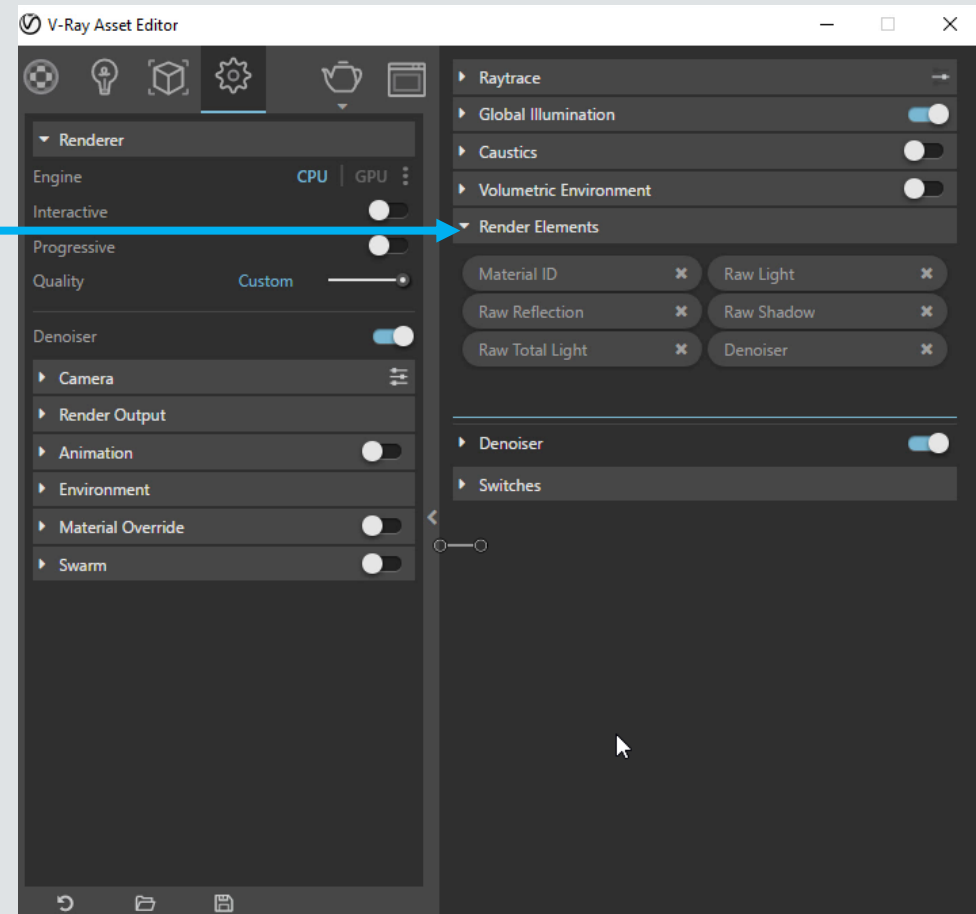 V-Ray Asset Editor
Renderer
Engine CPU | GPU
Interactive
Progressive
Quality Custom
Denoiser
Camera
Render Output
Animation
Environment
Material Override
Swarm
Raytrace
Global Illumination
Caustics
Volumetric Environment
Render Elements
Material ID Raw Light
Raw Reflection Raw Shadow
Raw Total Light Denoiser
Denoiser
Switches